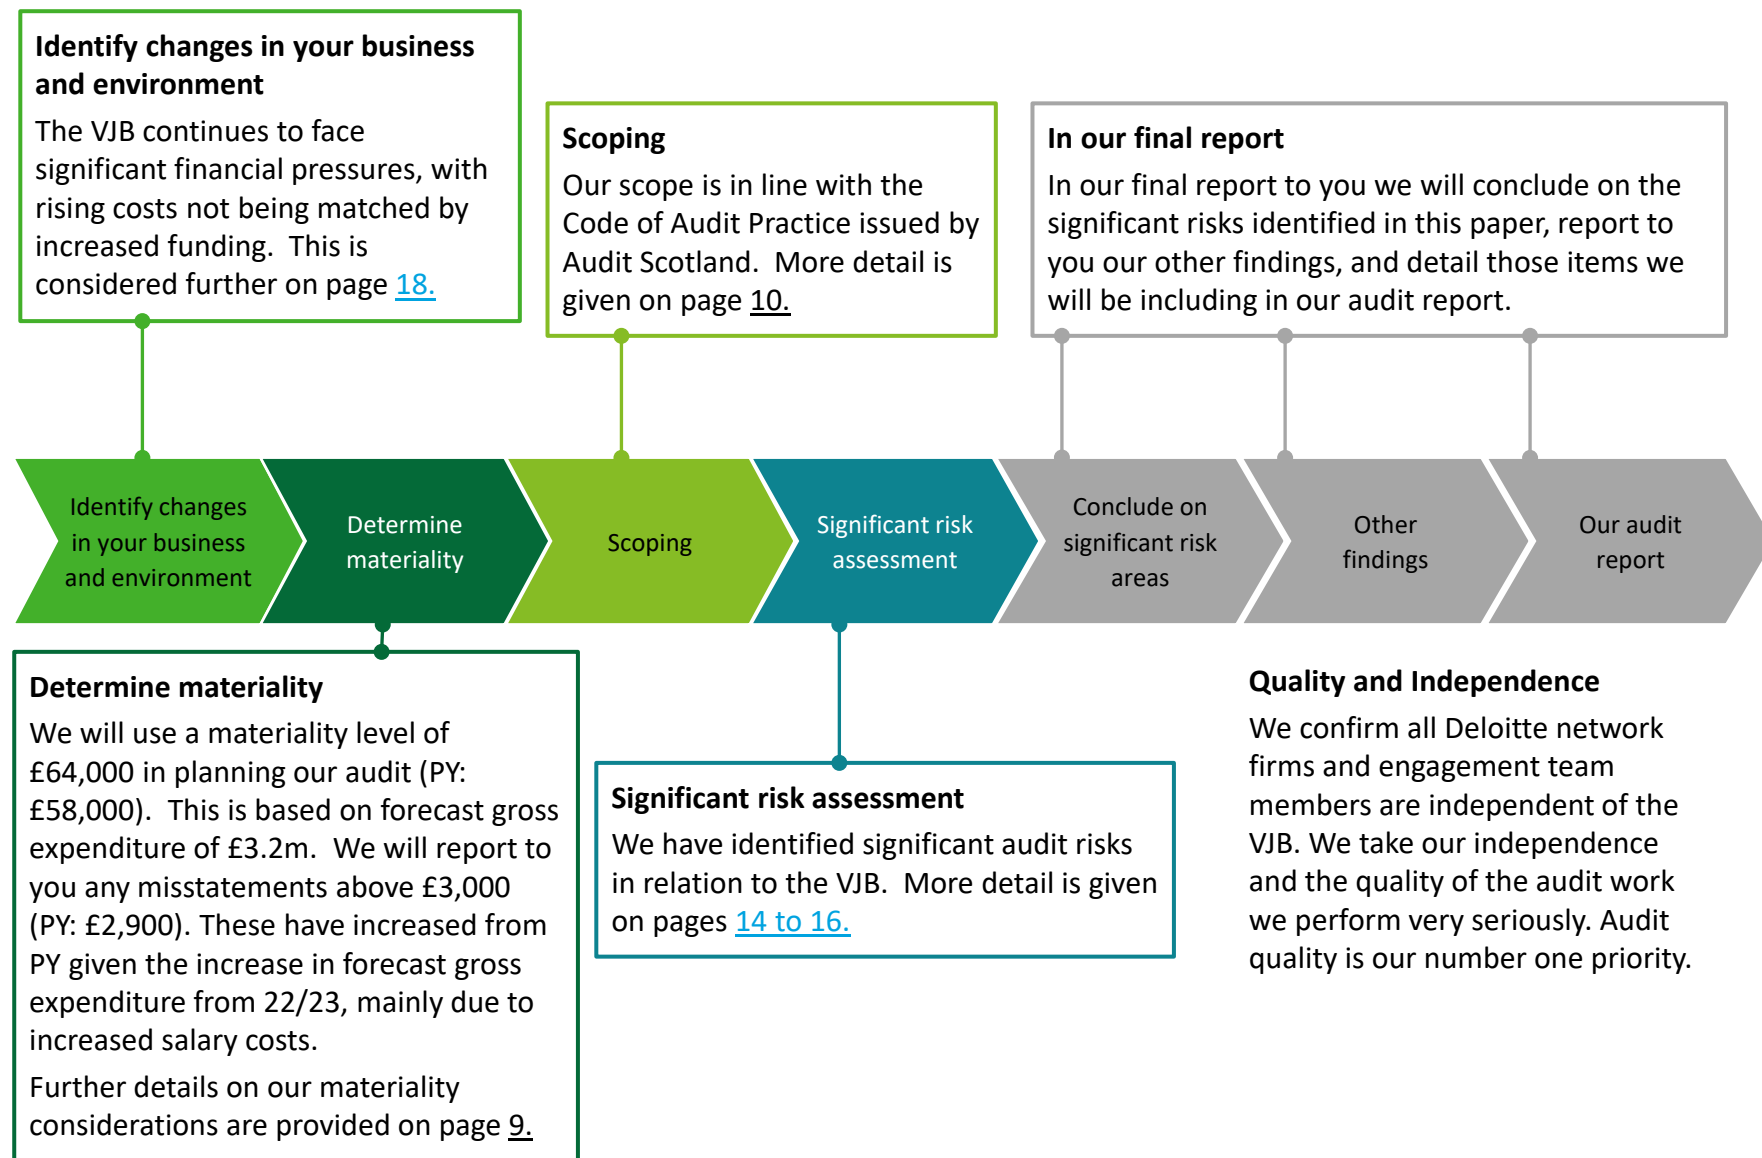 Identify changes in your business
and environment
The VJB continues to face
significant financial pressures, with
rising costs not being matched by
increased funding.  This is
considered further on page 18.
Scoping
Our scope is in line with the
Code of Audit Practice issued by
Audit Scotland.  More detail is
given on page 10.
In our final report
In our final report to you we will conclude on the
significant risks identified in this paper, report to
you our other findings, and detail those items we
will be including in our audit report.
Identify changes
in your business
and environment
Determine
materiality
Scoping
Significant risk
assessment
Conclude on
significant risk
areas
Other
findings
Our audit
report
Determine materiality
We will use a materiality level of
£64,000 in planning our audit (PY:
£58,000).  This is based on forecast gross
expenditure of £3.2m.  We will report to
you any misstatements above £3,000
(PY: £2,900). These have increased from
PY given the increase in forecast gross
expenditure from 22/23, mainly due to
increased salary costs.
Further details on our materiality
considerations are provided on page 9.
Significant risk assessment
We have identified significant audit risks
in relation to the VJB.  More detail is given
on pages 14 to 16.
Quality and Independence
We confirm all Deloitte network
firms and engagement team
members are independent of the
VJB. We take our independence
and the quality of the audit work
we perform very seriously. Audit
quality is our number one priority.